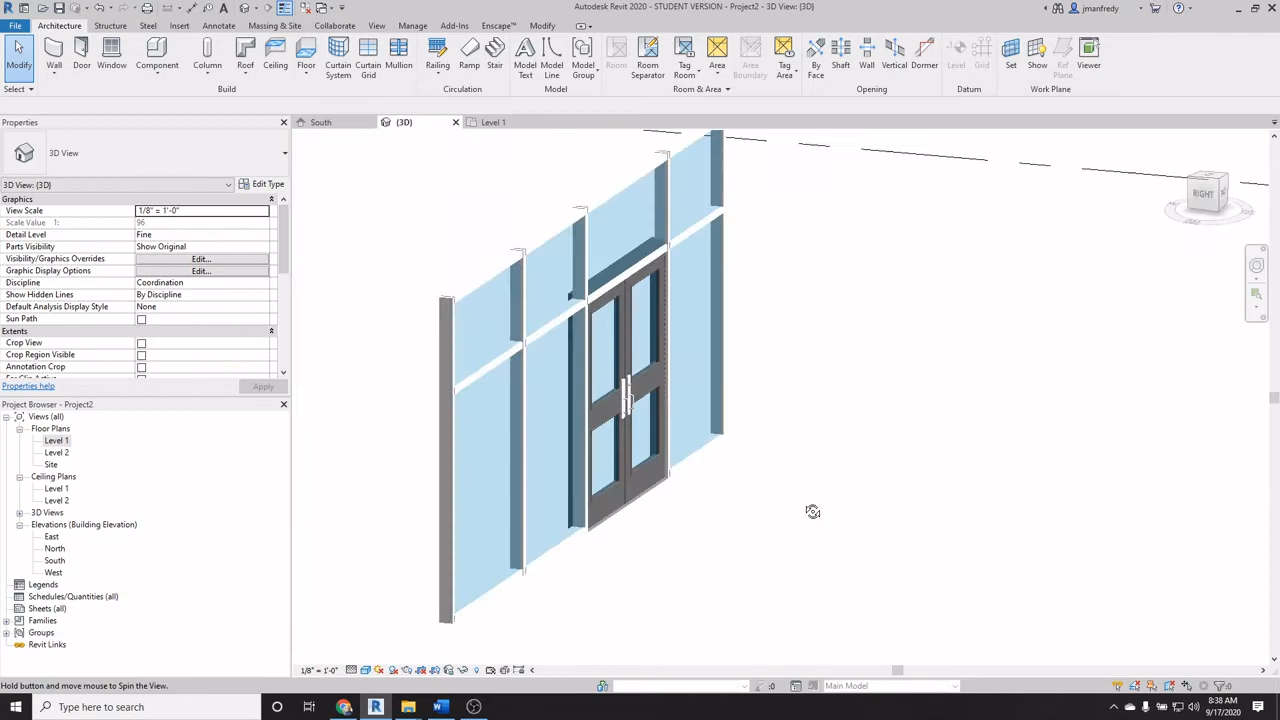 Autodesk Revit 2020 - STUDENT VERSION - Project2 - 3D View: {3D}
jmanfredy
File Architecture Structure Steel Insert Annotate Massing & Site Collaborate View Manage Add-Ins Enscape™ Modify
Modify Wall Door Window Component Column Roof Ceiling Floor Curtain System Curtain Grid Mullion Railing Ramp Stair Model Text Model Line Model Group Room Room Separator Tag Room Area Area Boundary Tag Area By Face Shaft Wall Vertical Dormer Level Grid Set Show Ref Plane Viewer
Select Build Circulation Model Room & Area Opening Datum Work Plane
Properties
South {3D} Level 1
3D View
3D View: {3D} Edit Type
Graphics
View Scale 1/8" = 1'-0"
Scale Value 1: 96
Detail Level Fine
Parts Visibility Show Original
Visibility/Graphics Overrides Edit...
Graphic Display Options Edit...
Discipline Coordination
Show Hidden Lines By Discipline
Default Analysis Display Style None
Sun Path
Extents
Crop View
Crop Region Visible
Annotation Crop
Properties help Apply
Project Browser - Project2
Views (all)
Floor Plans
Level 1
Level 2
Site
Ceiling Plans
Level 1
Level 2
3D Views
Elevations (Building Elevation)
East
North
South
West
Legends
Schedules/Quantities (all)
Sheets (all)
Families
Groups
Revit Links
RIGHT
1/8" = 1'-0"
Hold button and move mouse to Spin the View.
:0 Main Model :0
Type here to search
8:38 AM
9/17/2020